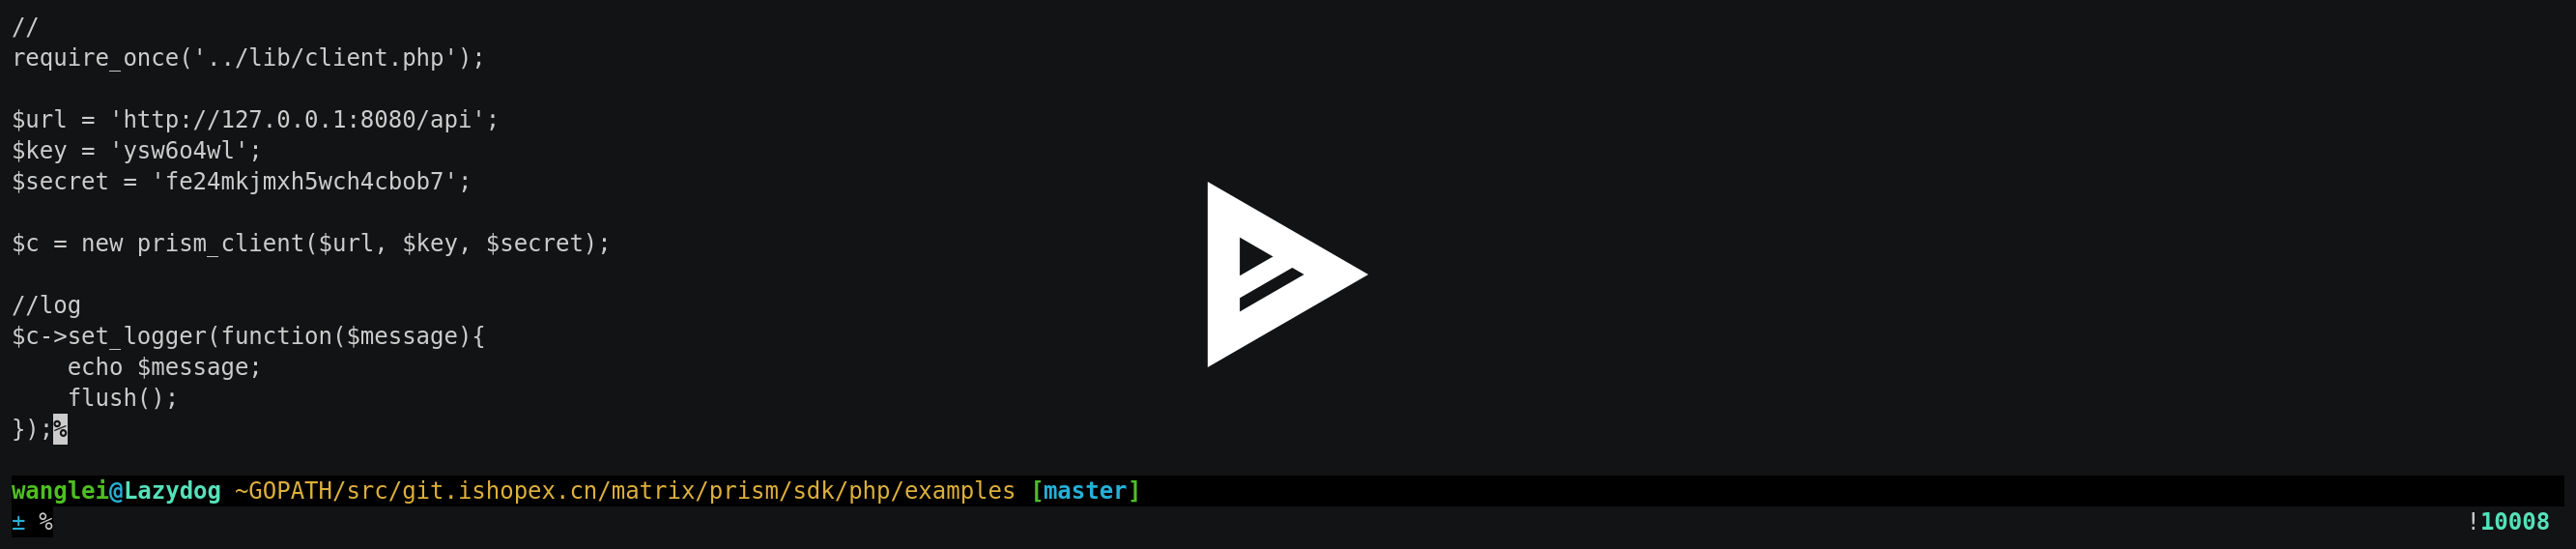 //
require_once('../lib/client.php');
$url = 'http://127.0.0.1:8080/api';
$key = 'ysw6o4wl';
$secret = 'fe24mkjmxh5wch4cbob7';
$c = new prism_client($url, $key, $secret);
//log
$c->set_logger(function($message){
    echo $message;
    flush();
});%
wanglei@Lazydog ~GOPATH/src/git.ishopex.cn/matrix/prism/sdk/php/examples [master]
± % !10008